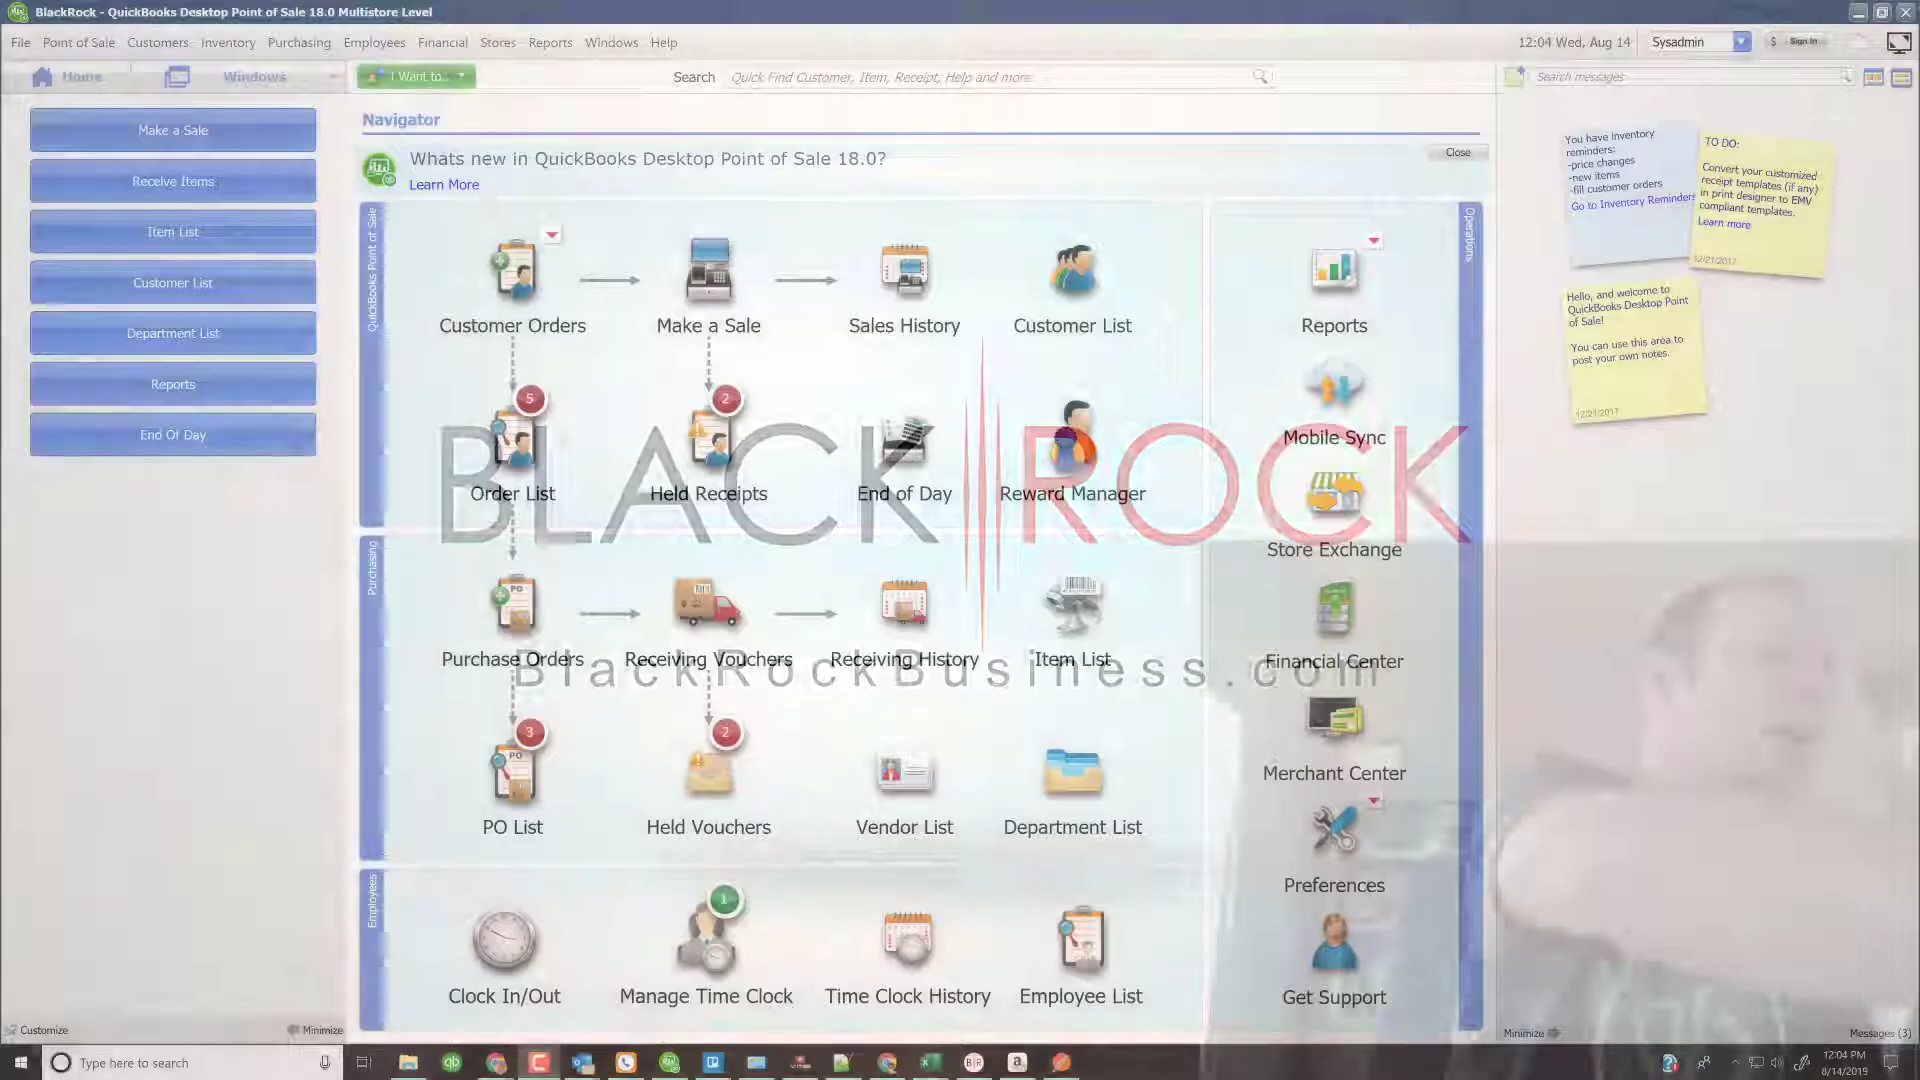 BlackRock - QuickBooks Desktop Point of Sale 18.0 Multistore Level
File Point of Sale Customers Inventory Purchasing Employees Financial Stores Reports Windows Help
12:04 Wed, Aug 14
Sysadmin
$ Sign In
Home
Windows
I Want to...
Search
Quick Find Customer, Item, Receipt, Help and more
Search messages
Make a Sale
Receive Items
Item List
Customer List
Department List
Reports
End Of Day
Navigator
Whats new in QuickBooks Desktop Point of Sale 18.0?
Learn More
Close
QuickBooks Point of Sale
Customer Orders
Make a Sale
Sales History
Customer List
5
2
Order List
Held Receipts
End of Day
Reward Manager
BLACK ROCK
BlackRockBusiness.com
Purchasing
Purchase Orders
PO
Receiving Vouchers
Receiving History
Item List
3
2
PO
PO List
Held Vouchers
Vendor List
Department List
Employees
1
Clock In/Out
Manage Time Clock
Time Clock History
Employee List
Operations
Reports
Mobile Sync
Store Exchange
Financial Center
Merchant Center
Preferences
Get Support
You have inventory
reminders:
-price changes
-new items
-fill customer orders
Go to Inventory Reminders
TO DO:
Convert your customized
receipt templates (if any)
in print designer to EMV
compliant templates.
Learn more
12/21/2017
Hello, and welcome to
QuickBooks Desktop Point
of Sale!
You can use this area to
post your own notes.
12/21/2017
Customize
Minimize
Minimize
Messages (3)
Type here to search
12:04 PM
8/14/2019